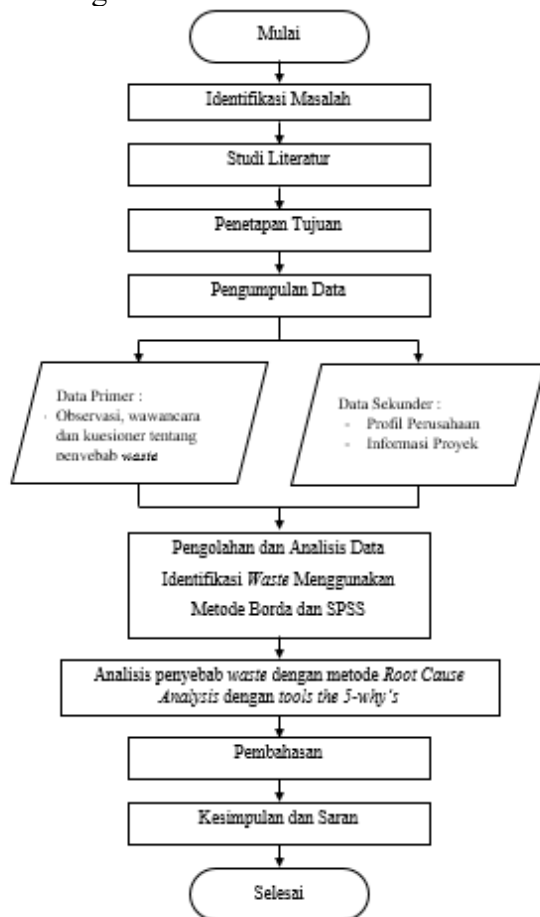 Mulai
Identifikasi Masalah
Studi Literatur
Penetapan Tujuan
Pengumpulan Data
Data Primer :
- Observasi, wawancara
dan kuesioner tentang
penyebab waste
Data Sekunder :
- Profil Perusahaan
- Informasi Proyek
Pengolahan dan Analisis Data
Identifikasi Waste Menggunakan
Metode Borda dan SPSS
Analisis penyebab waste dengan metode Root Cause
Analysis dengan tools the 5-why's
Pembahasan
Kesimpulan dan Saran
Selesai